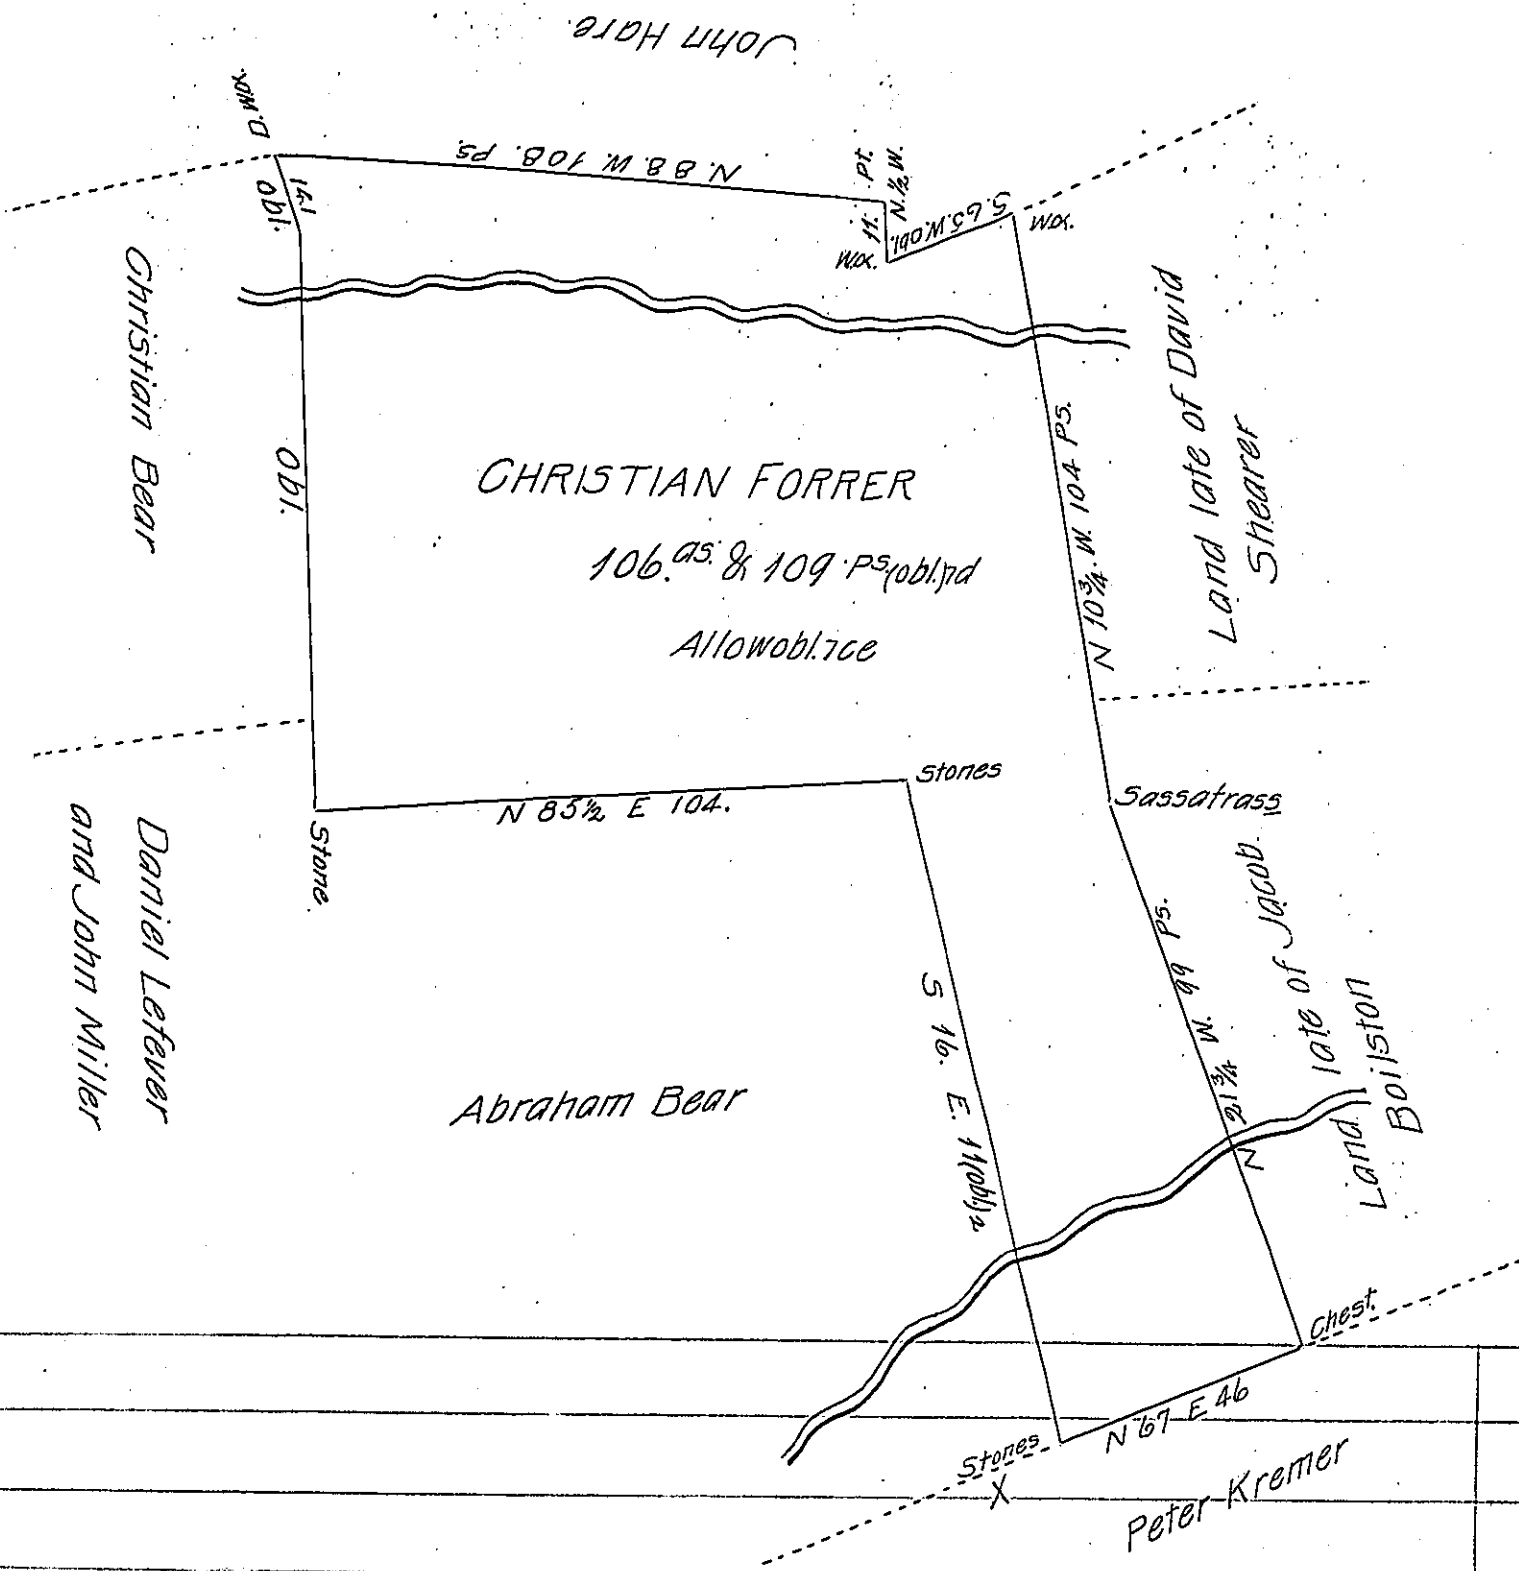 John Hare.
D.Wox.
N. 88. W. 108. Ps.
11. Pt.
N.½ W.
S. 65. W. obl.
Wox.
Wox.
141
obl.
Christian Bear
obl.
Land late of David
Shearer
CHRISTIAN FORRER
106. as. & 109. Ps. (obl.)nd
Allowobl.nce
N 10¾. W. 104 Ps.
Stones
Sassafrass
N 85½ E 104.
Stone.
Daniel Lefever
and John Miller
Abraham Bear
S 16. E. 11(obl.)2
N 21¾ W. 99 Ps.
Land late of Jacob.
Boilston
Chest.
N 67 E 46
Stones
X
Peter Kremer